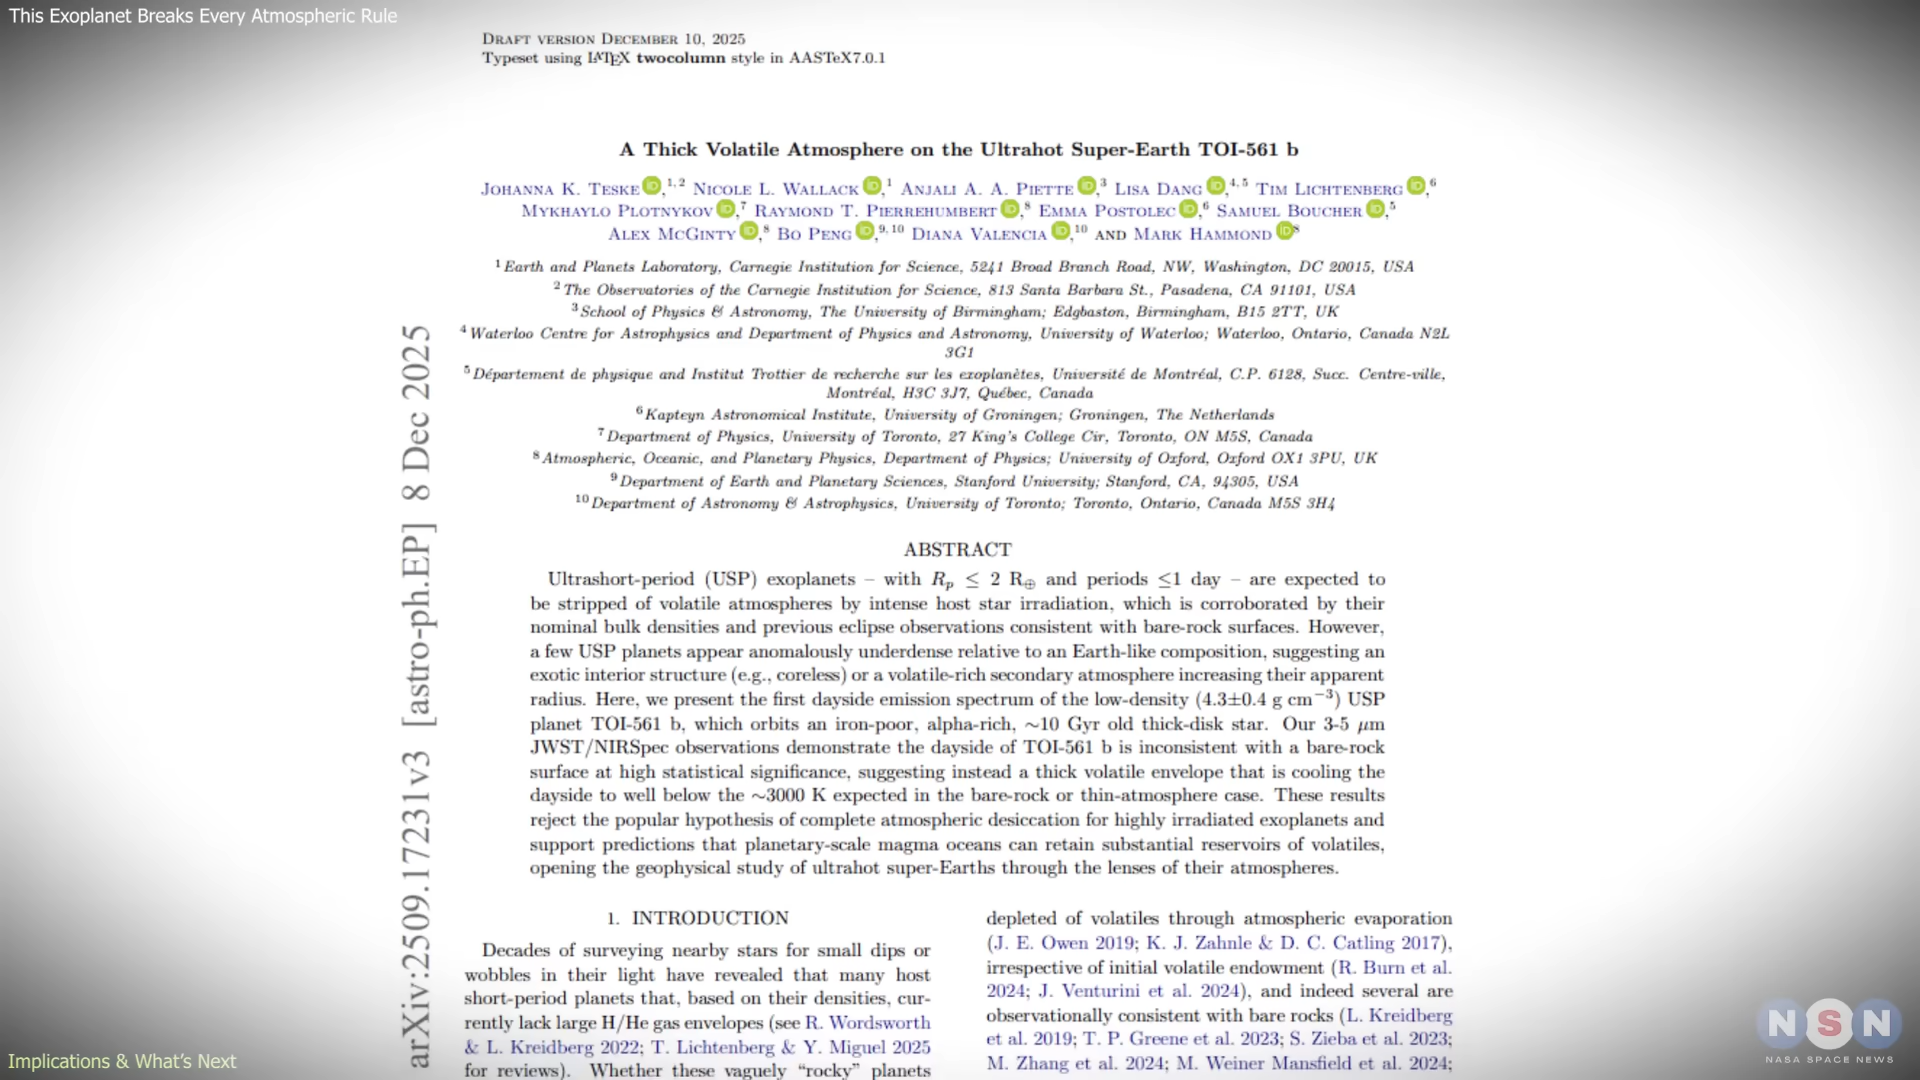 This Exoplanet Breaks Every Atmospheric Rule
DRAFT VERSION DECEMBER 10, 2025
Typeset using LATEX twocolumn style in AASTeX7.0.1
A Thick Volatile Atmosphere on the Ultrahot Super-Earth TOI-561 b
JOHANNA K. TESKE iD,1,2 NICOLE L. WALLACK iD,1 ANJALI A. A. PIETTE iD,3 LISA DANG iD,4,5 TIM LICHTENBERG iD,6
MYKHAYLO PLOTNYKOV iD,7 RAYMOND T. PIERREHUMBERT iD,8 EMMA POSTOLEC iD,6 SAMUEL BOUCHER iD,5
ALEX MCGINTY iD,8 BO PENG iD,9,10 DIANA VALENCIA iD,10 AND MARK HAMMOND iD8
1 Earth and Planets Laboratory, Carnegie Institution for Science, 5241 Broad Branch Road, NW, Washington, DC 20015, USA
2 The Observatories of the Carnegie Institution for Science, 813 Santa Barbara St., Pasadena, CA 91101, USA
3 School of Physics & Astronomy, The University of Birmingham; Edgbaston, Birmingham, B15 2TT, UK
4 Waterloo Centre for Astrophysics and Department of Physics and Astronomy, University of Waterloo; Waterloo, Ontario, Canada N2L
3G1
5 Département de physique and Institut Trottier de recherche sur les exoplanètes, Université de Montréal, C.P. 6128, Succ. Centre-ville,
Montréal, H3C 3J7, Québec, Canada
6 Kapteyn Astronomical Institute, University of Groningen; Groningen, The Netherlands
7 Department of Physics, University of Toronto, 27 King's College Cir, Toronto, ON M5S, Canada
8 Atmospheric, Oceanic, and Planetary Physics, Department of Physics; University of Oxford, Oxford OX1 3PU, UK
9 Department of Earth and Planetary Sciences, Stanford University; Stanford, CA, 94305, USA
10 Department of Astronomy & Astrophysics, University of Toronto; Toronto, Ontario, Canada M5S 3H4
arXiv:2509.17231v3 [astro-ph.EP] 8 Dec 2025
ABSTRACT
Ultrashort-period (USP) exoplanets – with Rp ≤ 2 R⊕ and periods ≤1 day – are expected to
be stripped of volatile atmospheres by intense host star irradiation, which is corroborated by their
nominal bulk densities and previous eclipse observations consistent with bare-rock surfaces. However,
a few USP planets appear anomalously underdense relative to an Earth-like composition, suggesting an
exotic interior structure (e.g., coreless) or a volatile-rich secondary atmosphere increasing their apparent
radius. Here, we present the first dayside emission spectrum of the low-density (4.3±0.4 g cm−3) USP
planet TOI-561 b, which orbits an iron-poor, alpha-rich, ~10 Gyr old thick-disk star. Our 3-5 μm
JWST/NIRSpec observations demonstrate the dayside of TOI-561 b is inconsistent with a bare-rock
surface at high statistical significance, suggesting instead a thick volatile envelope that is cooling the
dayside to well below the ~3000 K expected in the bare-rock or thin-atmosphere case. These results
reject the popular hypothesis of complete atmospheric desiccation for highly irradiated exoplanets and
support predictions that planetary-scale magma oceans can retain substantial reservoirs of volatiles,
opening the geophysical study of ultrahot super-Earths through the lenses of their atmospheres.
1. INTRODUCTION
Decades of surveying nearby stars for small dips or
wobbles in their light have revealed that many host
short-period planets that, based on their densities, cur-
rently lack large H/He gas envelopes (see R. Wordsworth
& L. Kreidberg 2022; T. Lichtenberg & Y. Miguel 2025
for reviews). Whether these vaguely "rocky" planets
depleted of volatiles through atmospheric evaporation
(J. E. Owen 2019; K. J. Zahnle & D. C. Catling 2017),
irrespective of initial volatile endowment (R. Burn et al.
2024; J. Venturini et al. 2024), and indeed several are
observationally consistent with bare rocks (L. Kreidberg
et al. 2019; T. P. Greene et al. 2023; S. Zieba et al. 2023;
M. Zhang et al. 2024; M. Weiner Mansfield et al. 2024;
Implications & What's Next
NSN
NASA SPACE NEWS